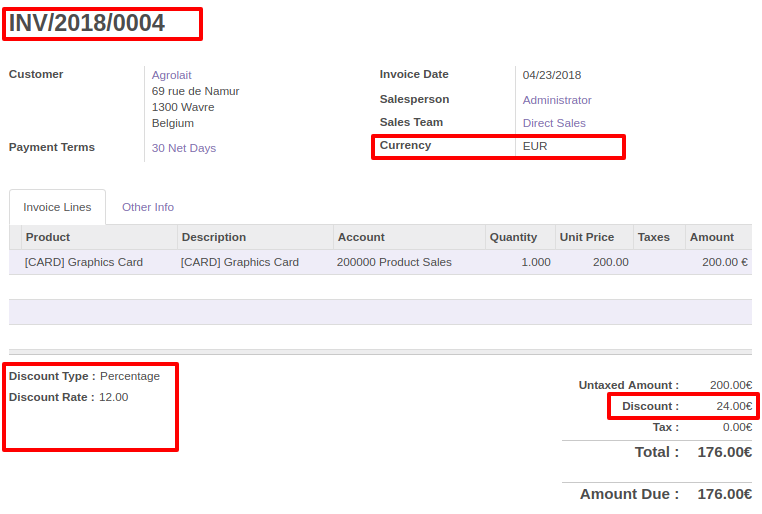 INV/2018/0004
Customer Agrolait Invoice Date 04/23/2018
69 rue de Namur
1300 Wavre Salesperson Administrator
Belgium Sales Team Direct Sales
Payment Terms 30 Net Days Currency EUR
Invoice Lines Other Info
Product Description Account Quantity Unit Price Taxes Amount
[CARD] Graphics Card [CARD] Graphics Card 200000 Product Sales 1.000 200.00 200.00 €
Discount Type : Percentage
Discount Rate : 12.00
Untaxed Amount : 200.00€
Discount : 24.00€
Tax : 0.00€
Total : 176.00€
Amount Due : 176.00€